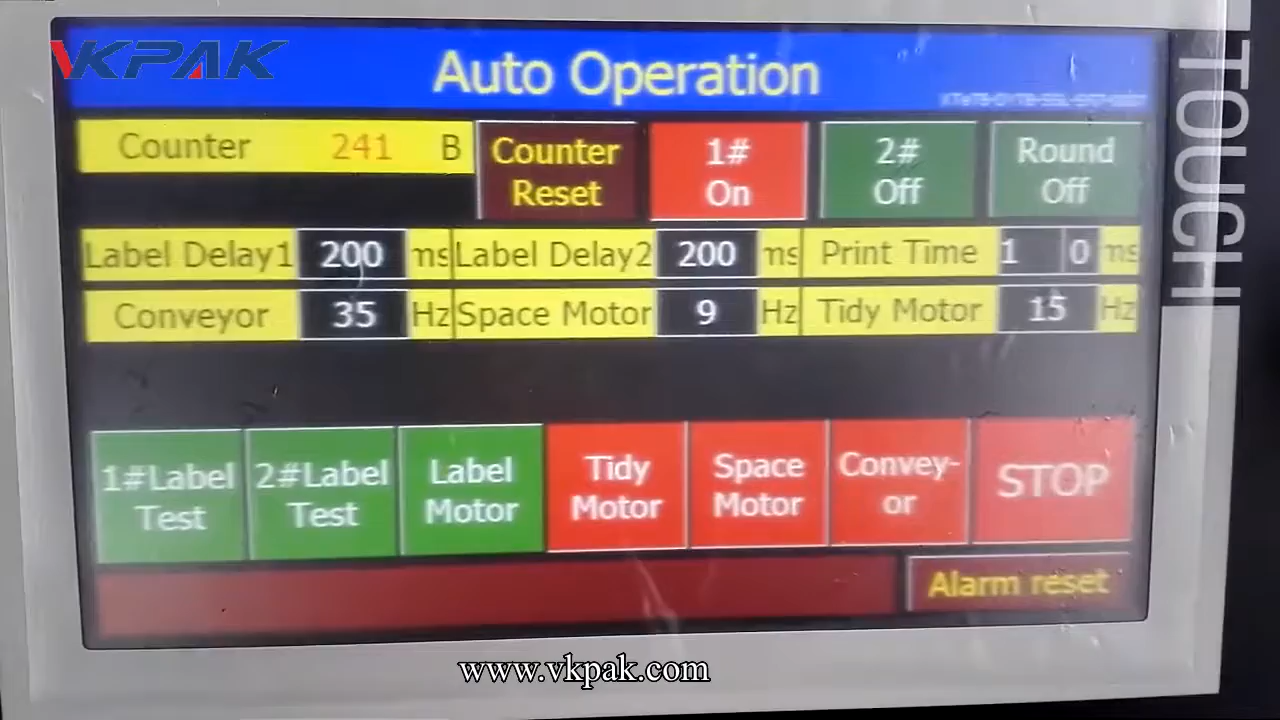 VKPAK
Auto Operation
Counter 241 B
Counter
Reset
1#
On
2#
Off
Round
Off
Label Delay1 200 ms Label Delay2 200 ms Print Time 1 0 ms
Conveyor 35 Hz Space Motor 9 Hz Tidy Motor 15 Hz
1#Label
Test
2#Label
Test
Label
Motor
Tidy
Motor
Space
Motor
Convey-
or
STOP
Alarm reset
TOUCH
www.vkpak.com